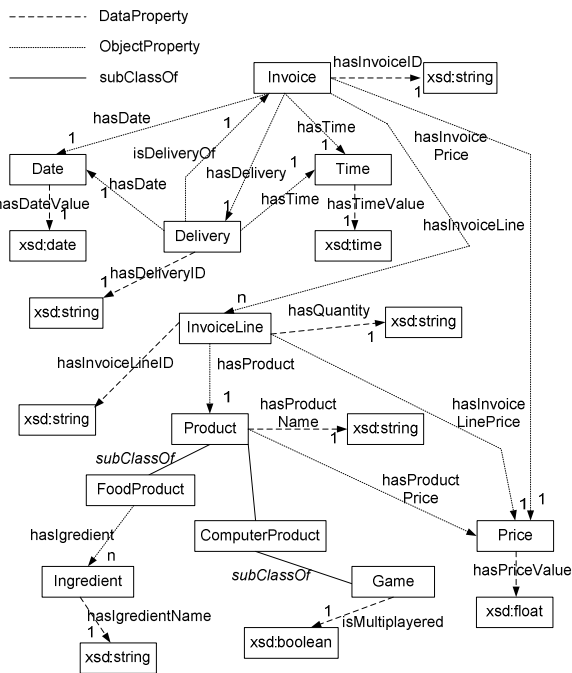 DataProperty
ObjectProperty
subClassOf
hasInvoiceID
Invoice
xsd:string
1
hasDate
hasTime
hasInvoice
Price
1
isDeliveryOf
1
1
hasDelivery
1
Date
Time
hasDate
1
hasTime
hasDateValue
1
1
hasTimeValue
1
hasInvoiceLine
xsd:date
Delivery
xsd:time
hasDeliveryID
1
xsd:string
n
hasQuantity
InvoiceLine
xsd:string
1
hasInvoiceLineID
hasProduct
1
hasProduct
Name
hasInvoice
LinePrice
xsd:string
Product
xsd:string
1
subClassOf
hasProduct
Price
FoodProduct
1
1
hasIgredient
ComputerProduct
Price
n
hasPriceValue
Ingredient
subClassOf
Game
hasIgredientName
1
xsd:float
isMultiplayered
1
xsd:boolean
xsd:string